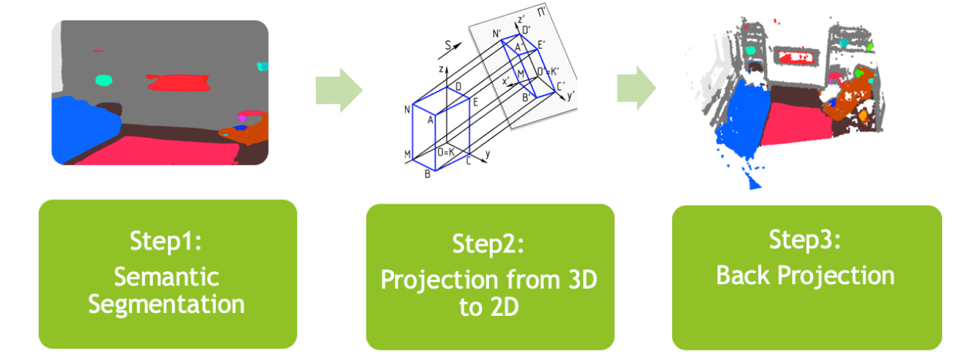 Π'
z'
N'
D'
S
A'
E'
z
x'
M
O'=K'
D
B'
C'
y'
N
A
E
M
O=K
C
y
B
Step1:
Semantic
Segmentation
Step2:
Projection from 3D
to 2D
Step3:
Back Projection